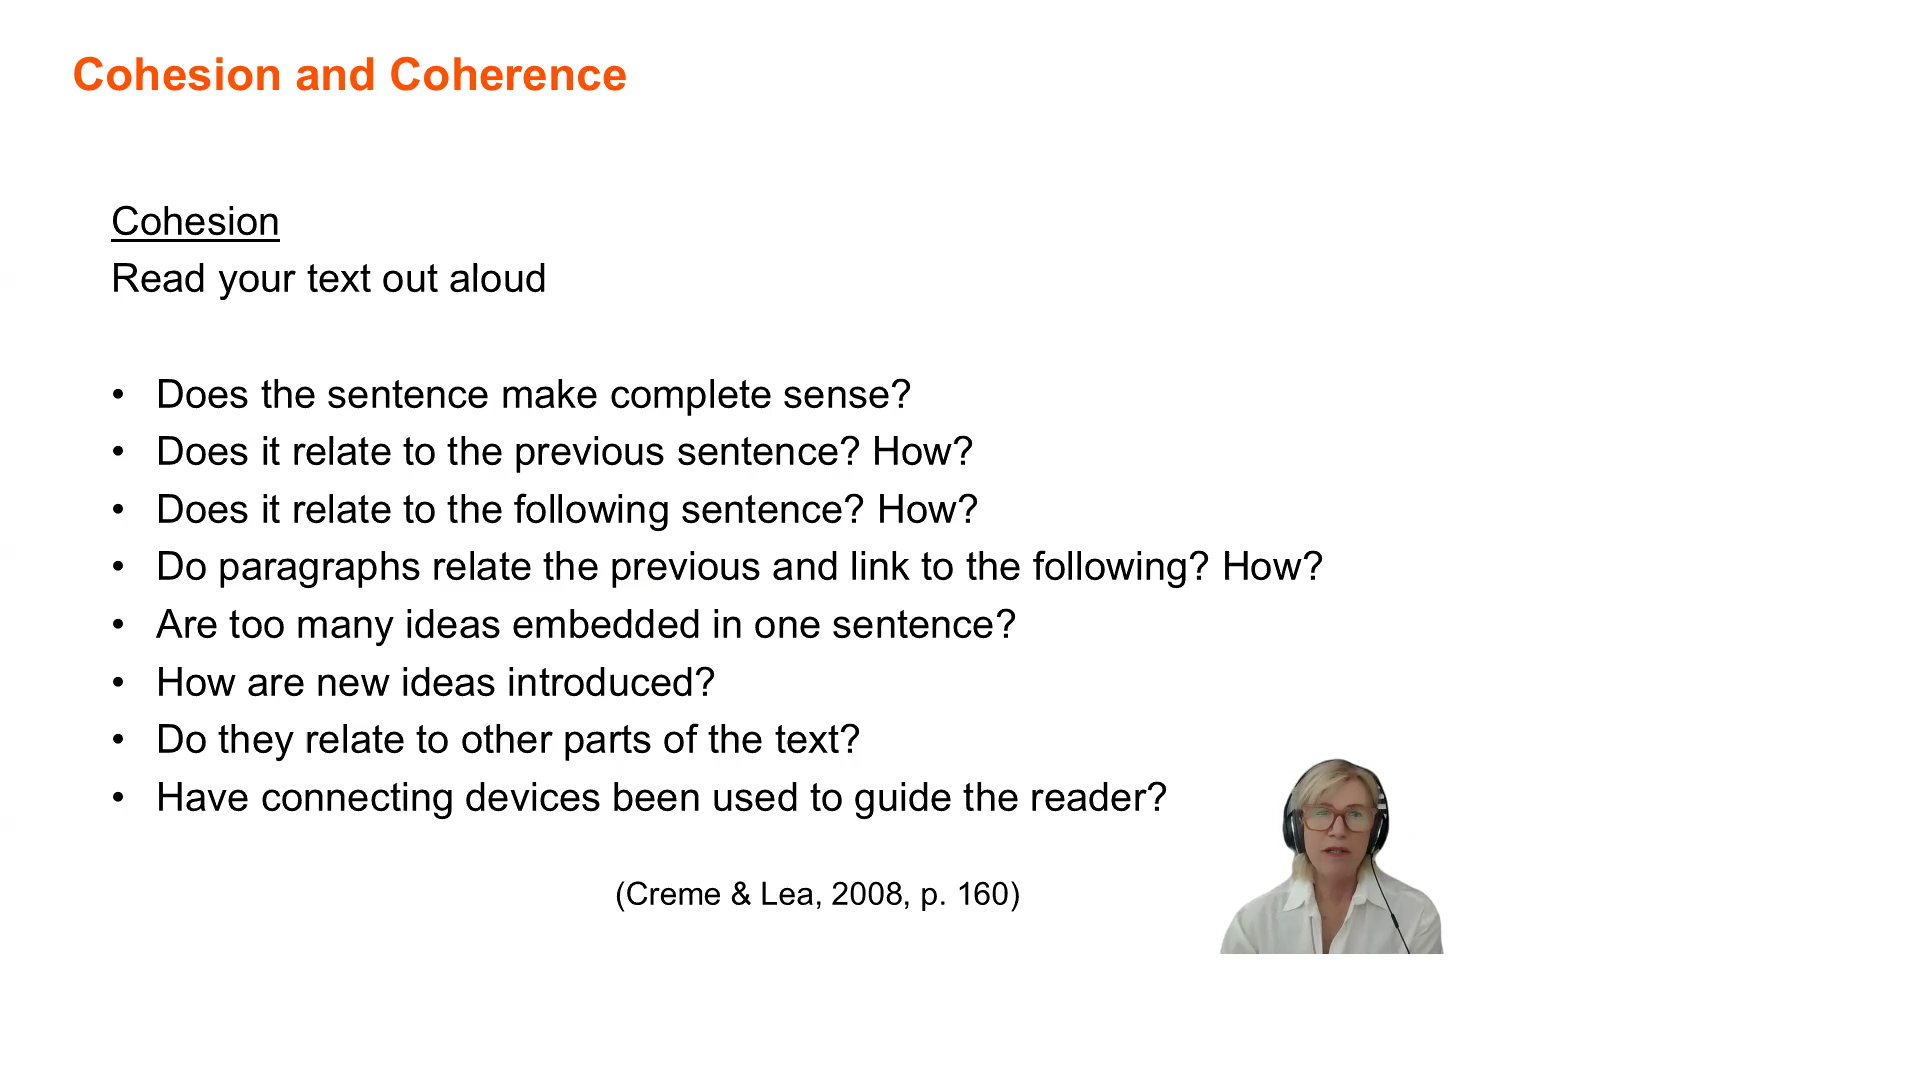 Cohesion and Coherence
Cohesion
Read your text out aloud
• Does the sentence make complete sense?
• Does it relate to the previous sentence? How?
• Does it relate to the following sentence? How?
• Do paragraphs relate the previous and link to the following? How?
• Are too many ideas embedded in one sentence?
• How are new ideas introduced?
• Do they relate to other parts of the text?
• Have connecting devices been used to guide the reader?
(Creme & Lea, 2008, p. 160)